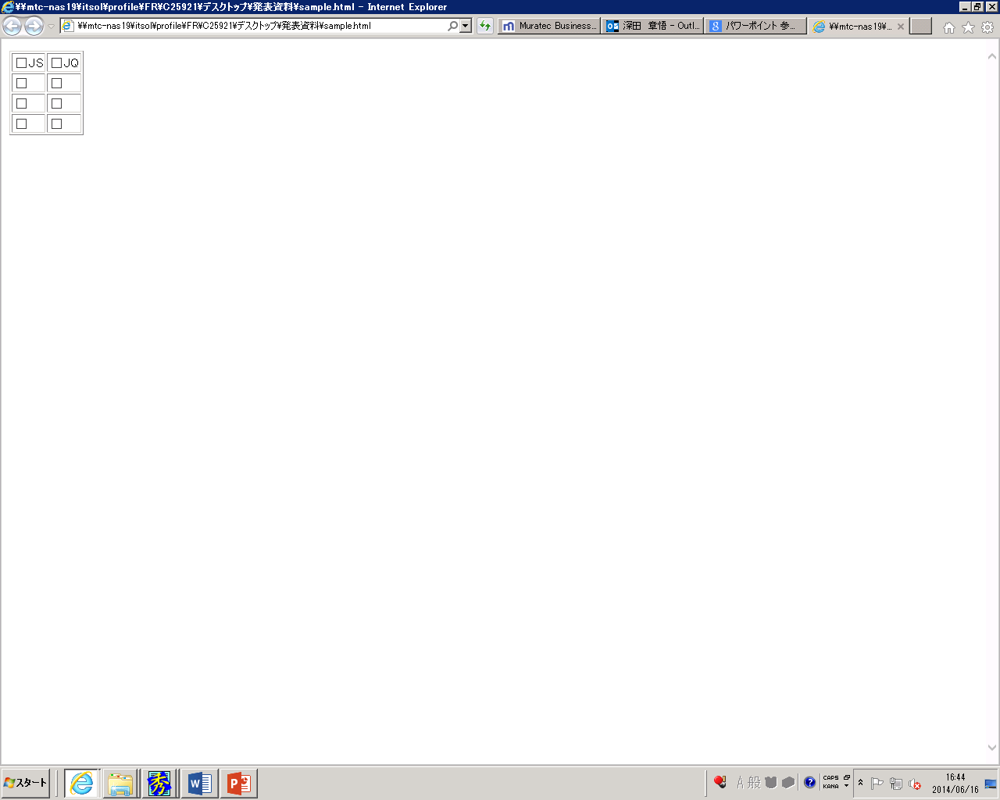 ¥¥mtc-nas19¥itsol¥profile¥FR¥C25921¥デスクトップ¥発表資料¥sample.html - Internet Explorer
¥¥mtc-nas19¥itsol¥profile¥FR¥C25921¥デスクトップ¥発表資料¥sample.html
Muratec Business...
深田 章悟 - Outl...
パワーポイント 参...
¥¥mtc-nas19¥...
JS JQ
スタート
秀
W
P
A 般
CAPS
KANA
16:44
2014/06/16